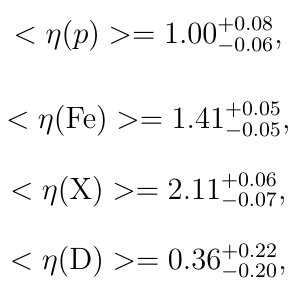 < η(p) >= 1.00^{+0.08}_{−0.06},
< η(Fe) >= 1.41^{+0.05}_{−0.05},
< η(X) >= 2.11^{+0.06}_{−0.07},
< η(D) >= 0.36^{+0.22}_{−0.20},